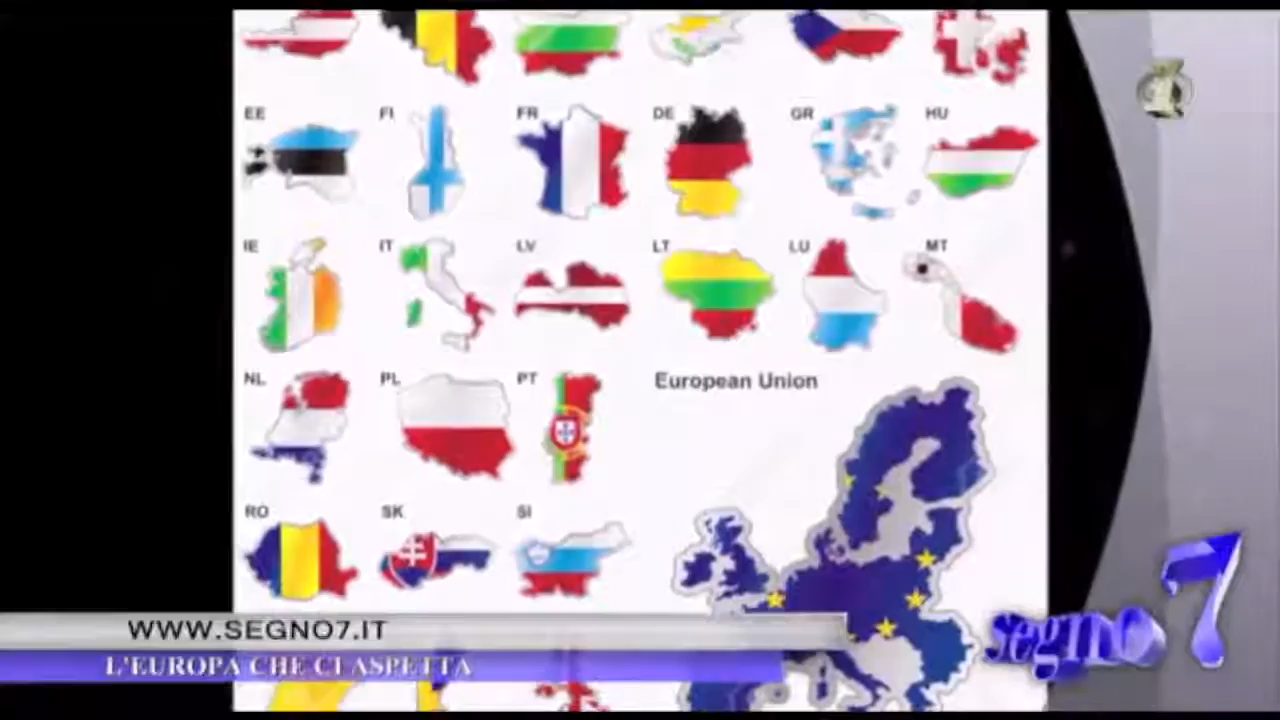 EE FI FR DE GR HU
IE IT LV LT LU MT
NL PL PT European Union
RO SK SI
WWW.SEGNO7.IT
L'EUROPA CHE CI ASPETTA
segno 7